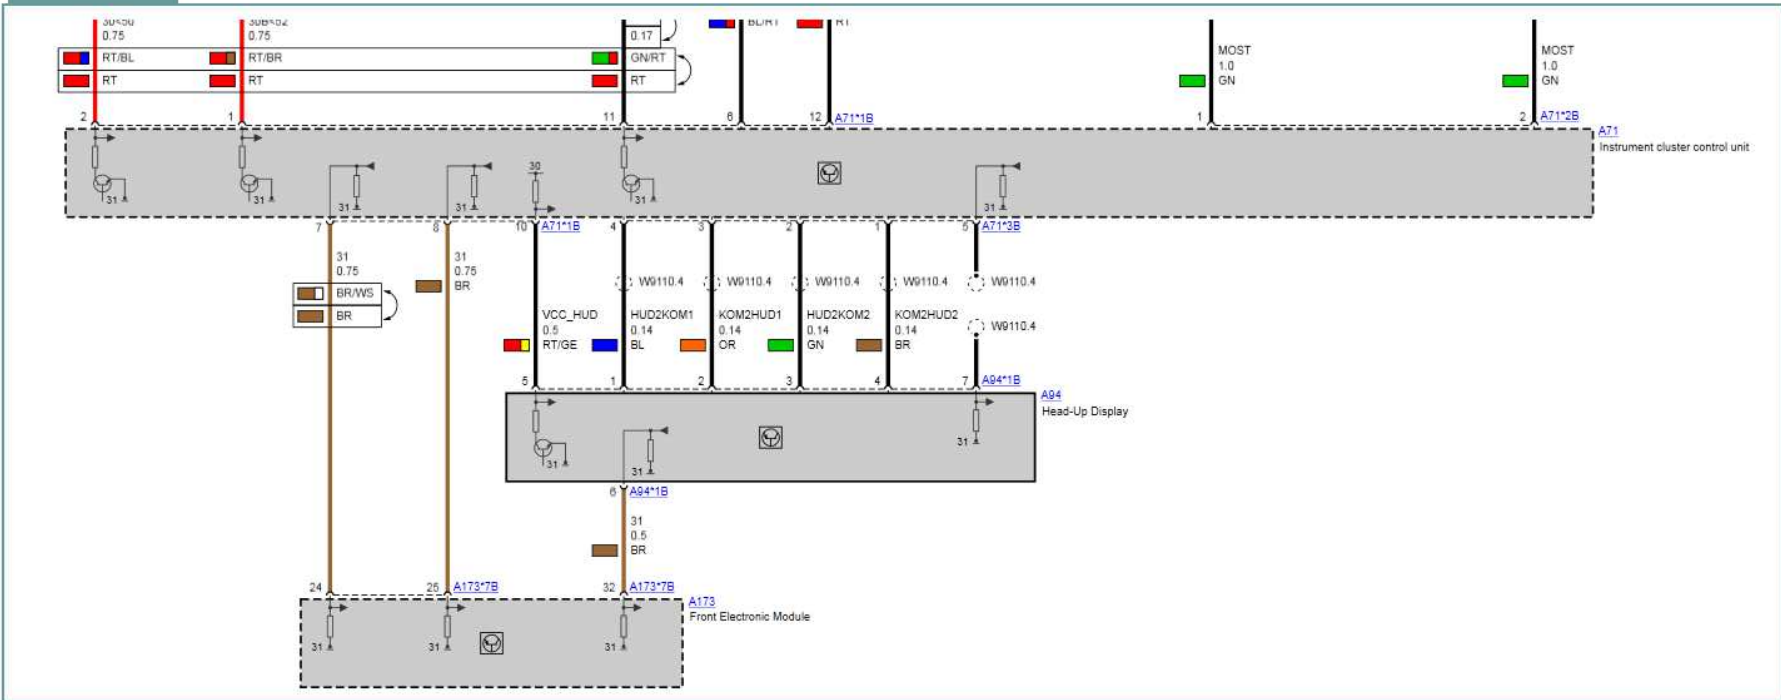 30<50
30B<52
0.75
0.75
0.17
BL/RT
RT
RT/BL
RT/BR
GN/RT
RT
RT
RT
MOST
1.0
GN
MOST
1.0
GN
2
1
11
6
12
A71*1B
1
2
A71*2B
A71
Instrument cluster control unit
31
31
31
31
30
31
31
7
8
10
A71*1B
4
3
2
1
5
A71*3B
31
0.75
BR/WS
BR
31
0.75
BR
W9110.4
W9110.4
W9110.4
W9110.4
W9110.4
W9110.4
VCC_HUD
0.5
RT/GE
HUD2KOM1
0.14
BL
KOM2HUD1
0.14
OR
HUD2KOM2
0.14
GN
KOM2HUD2
0.14
BR
5
1
2
3
4
7
A94*1B
A94
Head-Up Display
31
31
31
6
A94*1B
31
0.5
BR
24
25
A173*7B
32
A173*7B
A173
Front Electronic Module
31
31
31